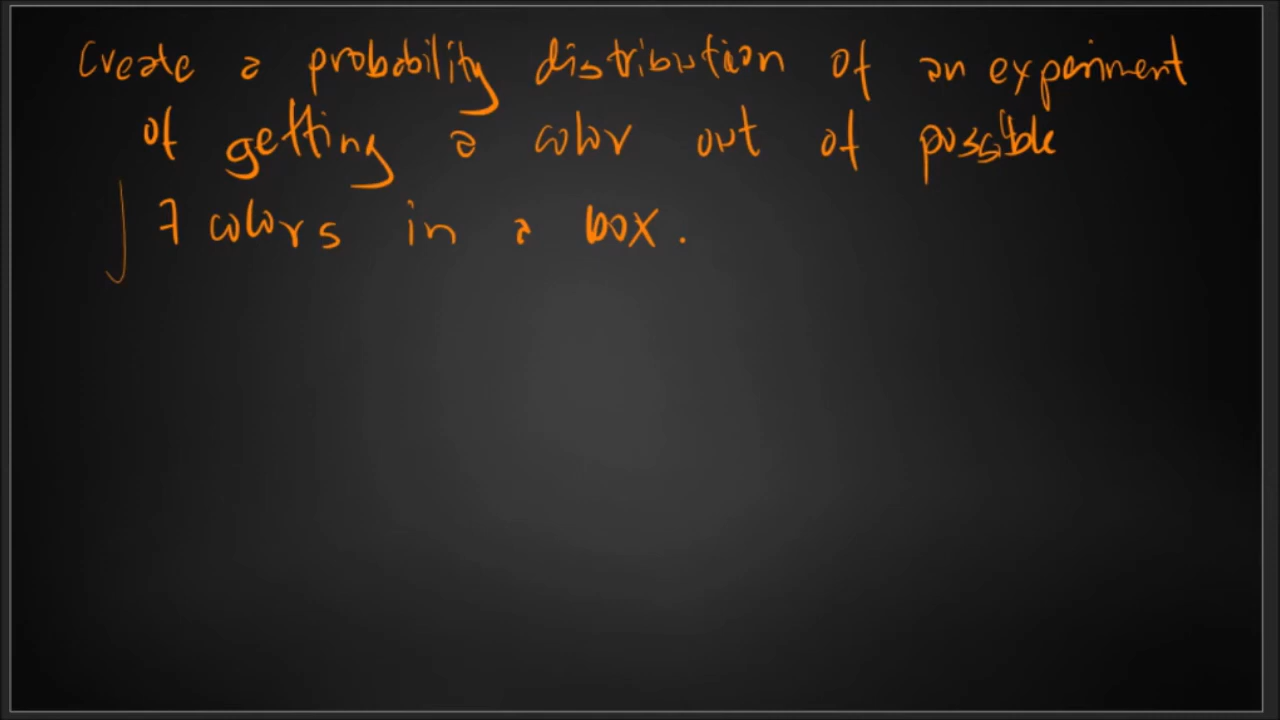 Create a probability distribution of an experiment
of getting a color out of possible
7 colors in a box.